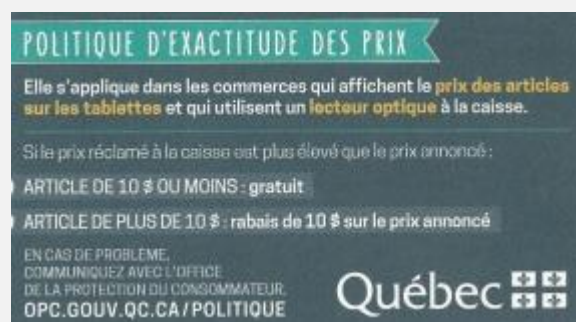 POLITIQUE D'EXACTITUDE DES PRIX
Elle s'applique dans les commerces qui affichent le prix des articles
sur les tablettes et qui utilisent un lecteur optique à la caisse.
Si le prix réclamé à la caisse est plus élevé que le prix annoncé :
ARTICLE DE 10 $ OU MOINS : gratuit
ARTICLE DE PLUS DE 10 $ : rabais de 10 $ sur le prix annoncé
EN CAS DE PROBLÈME,
COMMUNIQUEZ AVEC L'OFFICE
DE LA PROTECTION DU CONSOMMATEUR.
OPC.GOUV.QC.CA/POLITIQUE
Québec